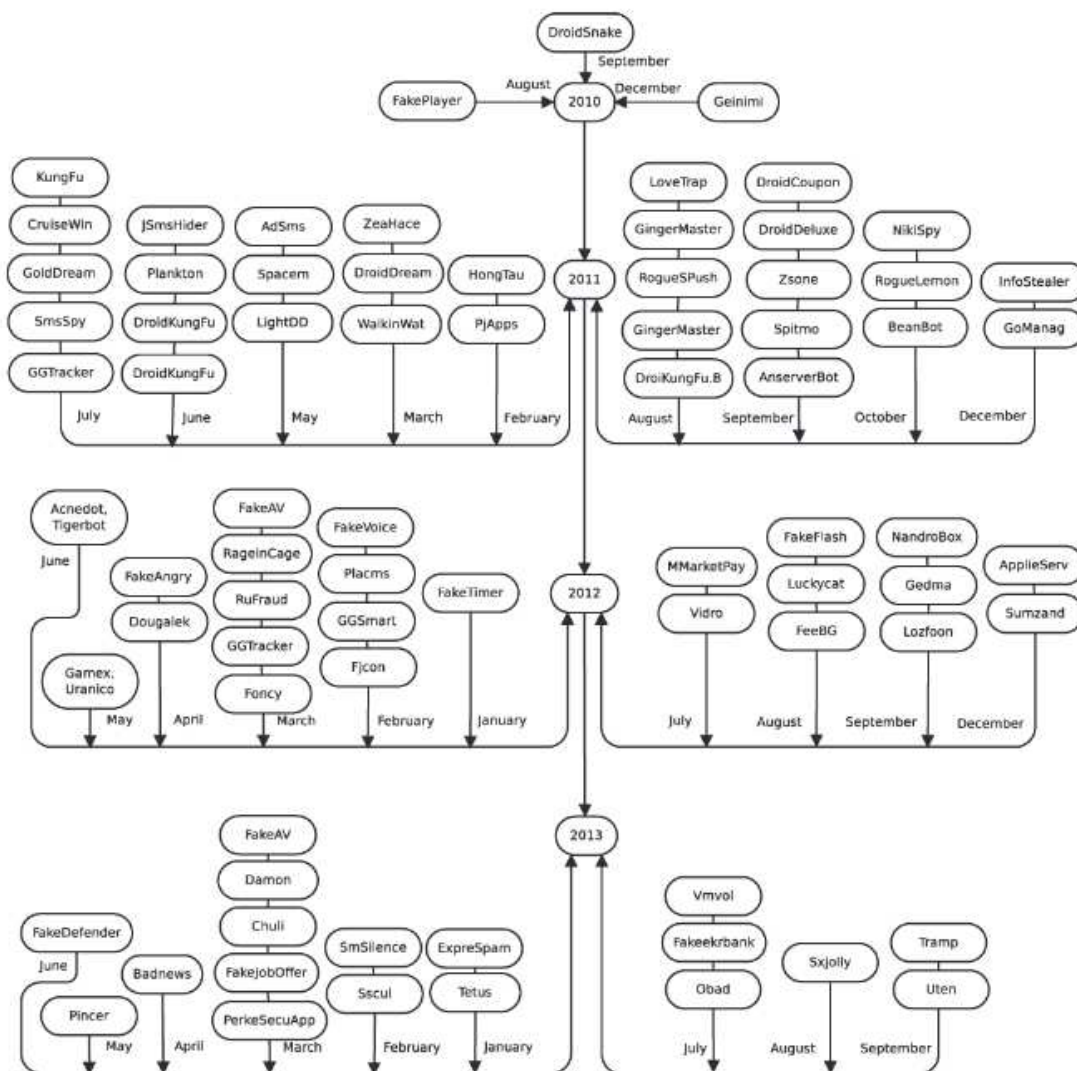 DroidSnake
September
August
December
FakePlayer
2010
Geinimi
KungFu
CruiseWin
GoldDream
SmsSpy
GGTracker
July
JSmsHider
Plankton
DroidKungFu
DroidKungFu
June
AdSms
Spacem
LightDD
May
ZeaHace
DroidDream
WalkinWat
March
HongTau
PjApps
February
2011
LoveTrap
GingerMaster
RogueSPush
GingerMaster
DroiKungFu.B
August
DroidCoupon
DroidDeluxe
Zsone
Spitmo
AnserverBot
September
NikiSpy
RogueLemon
BeanBot
October
InfoStealer
GoManag
December
Acnedot,
Tigerbot
June
Gamex,
Uranico
May
FakeAngry
Dougalek
April
FakeAV
RageInCage
RuFraud
GGTracker
Foncy
March
FakeVoice
Placms
GGSmart
Fjcon
February
FakeTimer
January
2012
MMarketPay
Vidro
July
FakeFlash
Luckycat
FeeBG
August
NandroBox
Gedma
Lozfoon
September
ApplieServ
Sumzand
December
FakeDefender
June
Pincer
May
Badnews
April
FakeAV
Damon
Chuli
FakejobOffer
PerkeSecuApp
March
SmSilence
Sscul
February
ExpreSpam
Tetus
January
2013
Vmvol
Fakeekrbank
Obad
July
Sxjolly
August
Tramp
Uten
September